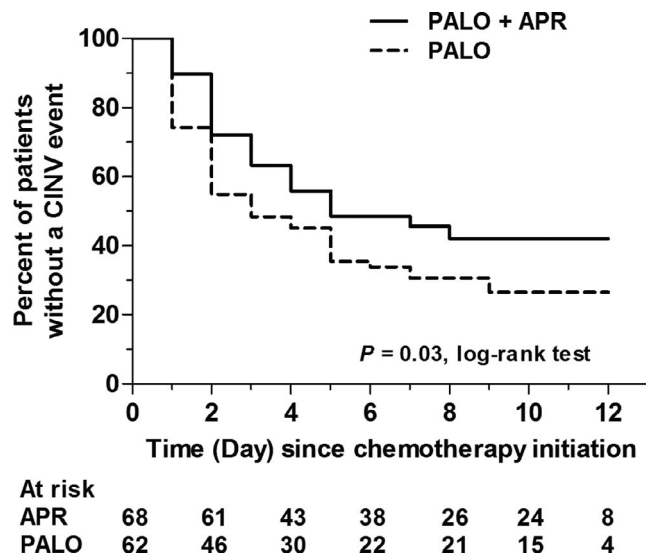 PALO + APR
PALO
Percent of patients
without a CINV event
100
80
60
40
20
0
P = 0.03, log-rank test
0 2 4 6 8 10 12
Time (Day) since chemotherapy initiation
At risk
APR 68 61 43 38 26 24 8
PALO 62 46 30 22 21 15 4